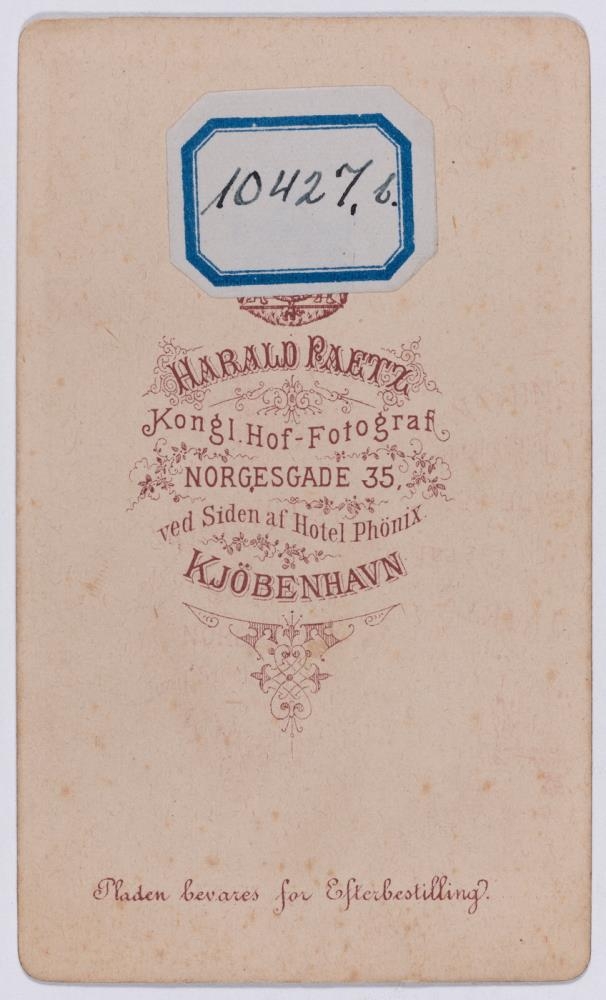 10427, b.
HARALD PAETZ
Kongl. Hof-Fotograf
NORGESGADE 35,
ved Siden af Hotel Phönix
KJÖBENHAVN
Pladen bevares for Efterbestilling.